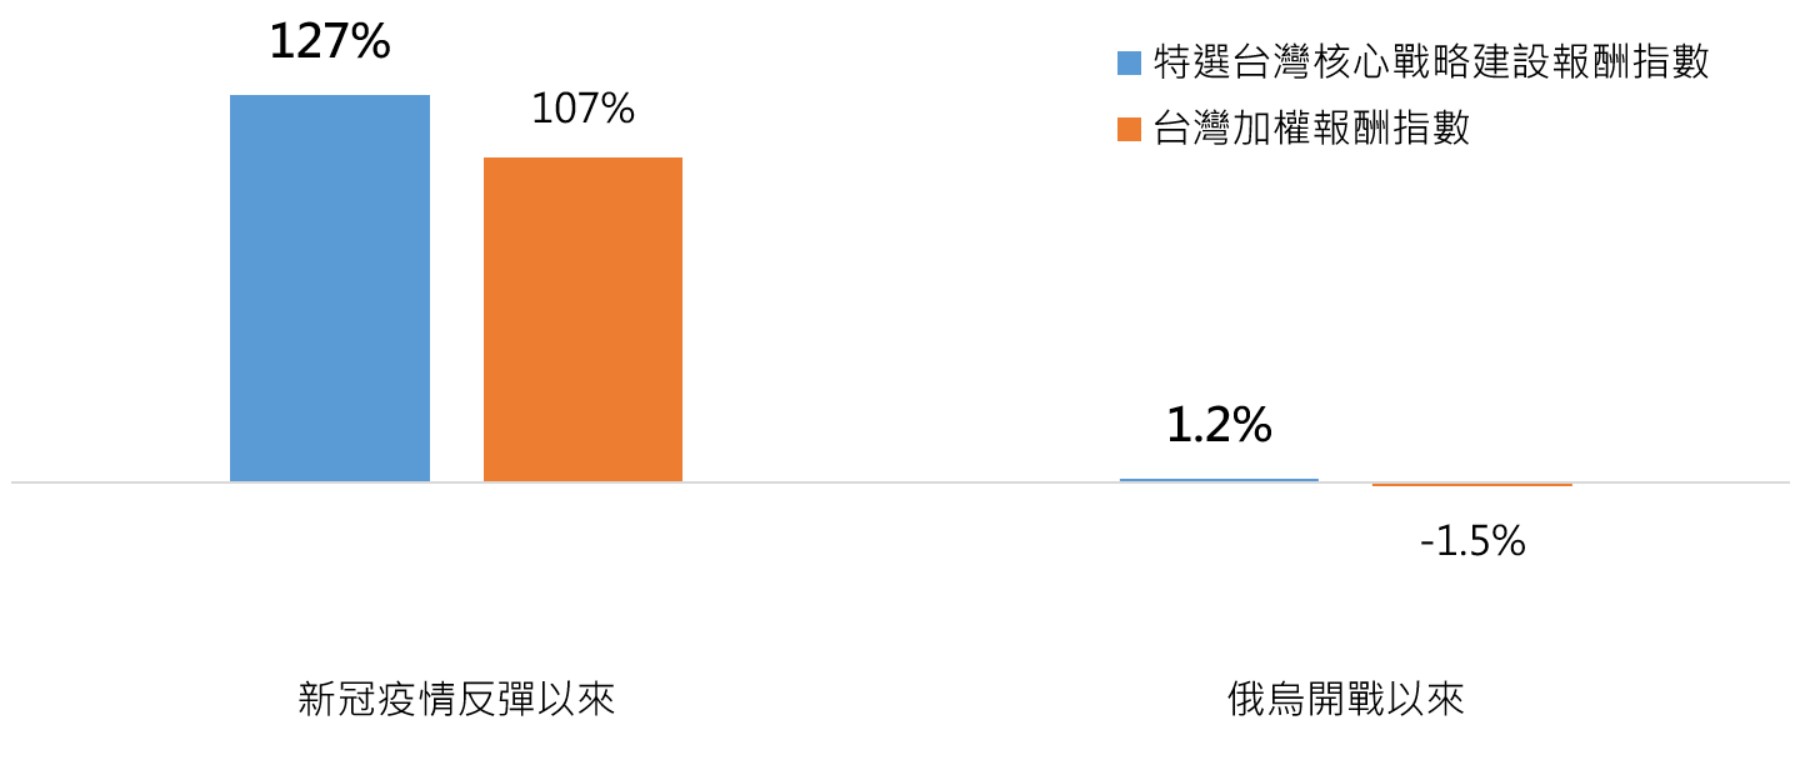 127%
107%
特選台灣核心戰略建設報酬指數
台灣加權報酬指數
1.2%
-1.5%
新冠疫情反彈以來
俄烏開戰以來